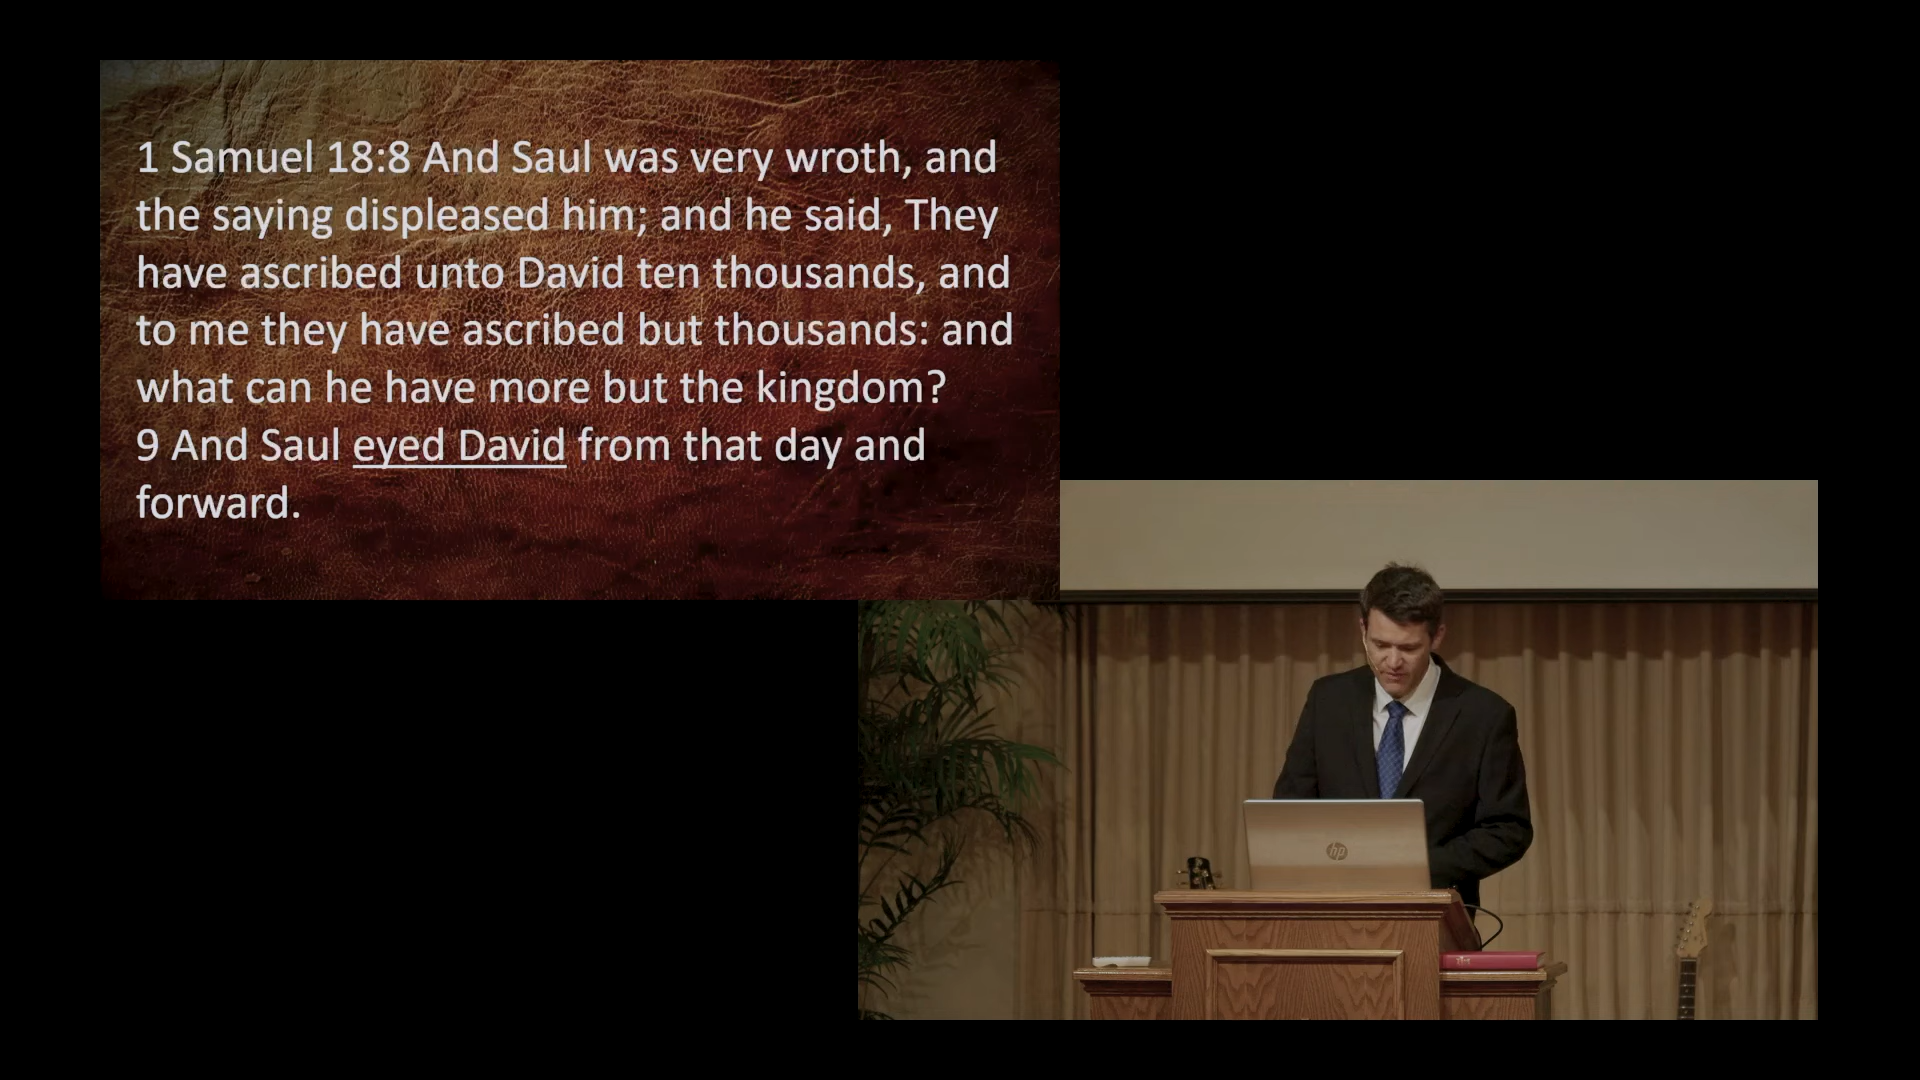 1 Samuel 18:8 And Saul was very wroth, and
the saying displeased him; and he said, They
have ascribed unto David ten thousands, and
to me they have ascribed but thousands: and
what can he have more but the kingdom?
9 And Saul eyed David from that day and
forward.
hp